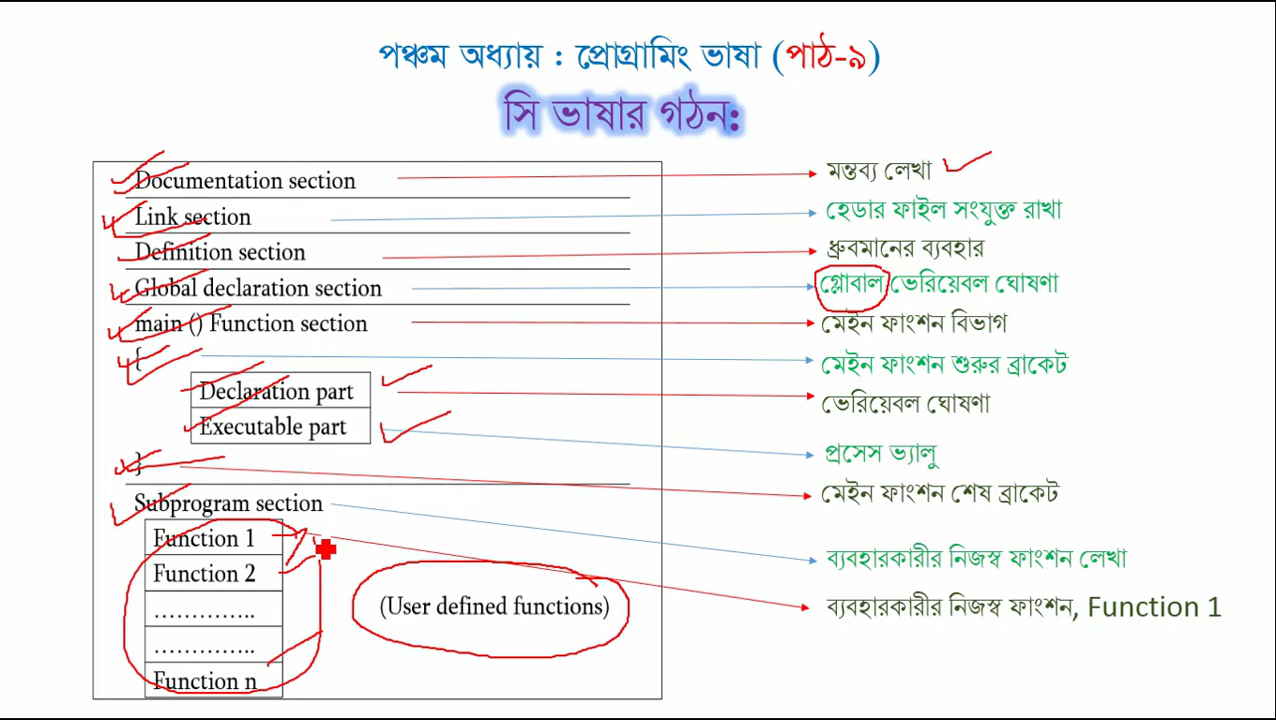 পঞ্চম অধ্যায় : প্রোগ্রামিং ভাষা (পাঠ-৯)
সি ভাষার গঠন:
Documentation section
মন্তব্য লেখা
Link section
হেডার ফাইল সংযুক্ত রাখা
Definition section
ধ্রুবমানের ব্যবহার
Global declaration section
গ্লোবাল ভেরিয়েবল ঘোষণা
main () Function section
মেইন ফাংশন বিভাগ
{
মেইন ফাংশন শুরুর ব্রাকেট
Declaration part
ভেরিয়েবল ঘোষণা
Executable part
প্রসেস ভ্যালু
}
মেইন ফাংশন শেষ ব্রাকেট
Subprogram section
ব্যবহারকারীর নিজস্ব ফাংশন লেখা
Function 1
ব্যবহারকারীর নিজস্ব ফাংশন, Function 1
Function 2
…………..
(User defined functions)
…………..
Function n